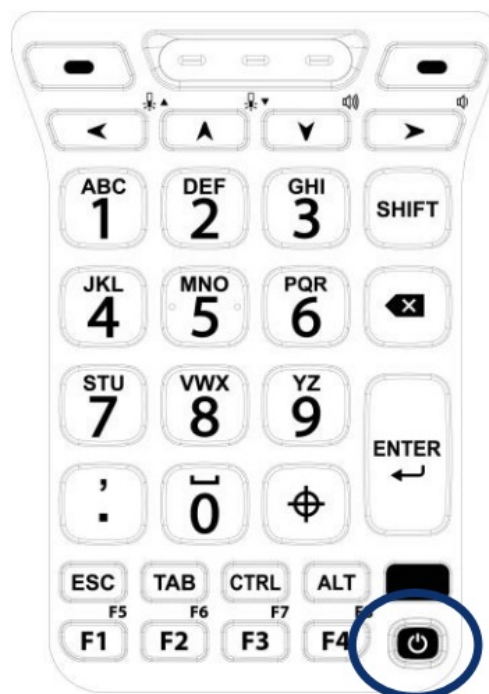 ABC DEF GHI
1 2 3 SHIFT
JKL MNO PQR
4 5 6
STU VWX YZ
7 8 9
ENTER
, .
0
ESC TAB CTRL ALT
F5 F6 F7
F1 F2 F3 F4